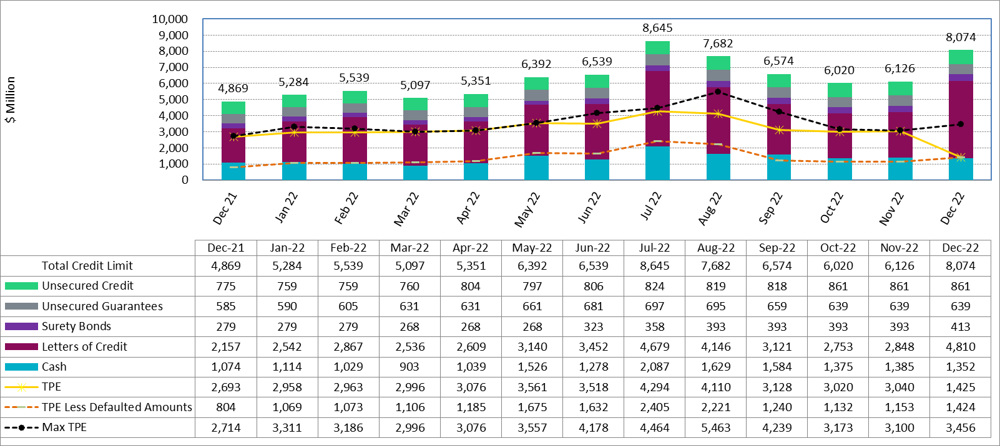 $ Million
10,000
9,000
8,000
7,000
6,000
5,000
4,000
3,000
2,000
1,000
0
4,869
5,284
5,539
5,097
5,351
6,392
6,539
8,645
7,682
6,574
6,020
6,126
8,074
Dec 21
Jan 22
Feb 22
Mar 22
Apr 22
May 22
Jun 22
Jul 22
Aug 22
Sep 22
Oct 22
Nov 22
Dec 22
Dec-21 Jan-22 Feb-22 Mar-22 Apr-22 May-22 Jun-22 Jul-22 Aug-22 Sep-22 Oct-22 Nov-22 Dec-22
Total Credit Limit 4,869 5,284 5,539 5,097 5,351 6,392 6,539 8,645 7,682 6,574 6,020 6,126 8,074
Unsecured Credit 775 759 759 760 804 797 806 824 819 818 861 861 861
Unsecured Guarantees 585 590 605 631 631 661 681 697 695 659 639 639 639
Surety Bonds 279 279 279 268 268 268 323 358 393 393 393 393 413
Letters of Credit 2,157 2,542 2,867 2,536 2,609 3,140 3,452 4,679 4,146 3,121 2,753 2,848 4,810
Cash 1,074 1,114 1,029 903 1,039 1,526 1,278 2,087 1,629 1,584 1,375 1,385 1,352
TPE 2,693 2,958 2,963 2,996 3,076 3,561 3,518 4,294 4,110 3,128 3,020 3,040 1,425
TPE Less Defaulted Amounts 804 1,069 1,073 1,106 1,185 1,675 1,632 2,405 2,221 1,240 1,132 1,153 1,424
Max TPE 2,714 3,311 3,186 2,996 3,076 3,557 4,178 4,464 5,463 4,239 3,173 3,100 3,456